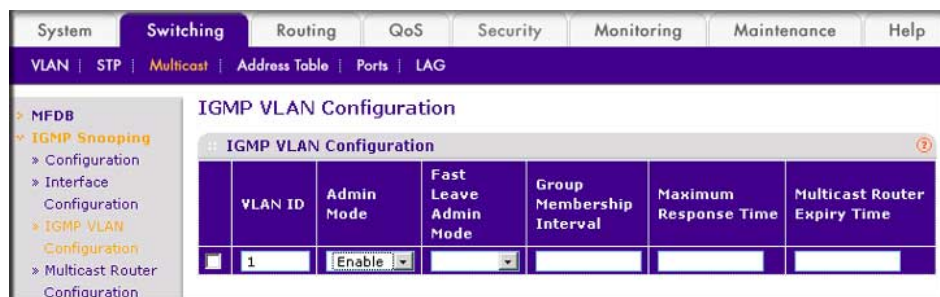 System Switching Routing QoS Security Monitoring Maintenance Help
VLAN | STP | Multicast | Address Table | Ports | LAG
MFDB
IGMP Snooping
» Configuration
» Interface
Configuration
» IGMP VLAN
Configuration
» Multicast Router
Configuration
IGMP VLAN Configuration
IGMP VLAN Configuration ?
VLAN ID
Admin
Mode
Fast
Leave
Admin
Mode
Group
Membership
Interval
Maximum
Response Time
Multicast Router
Expiry Time
1 Enable